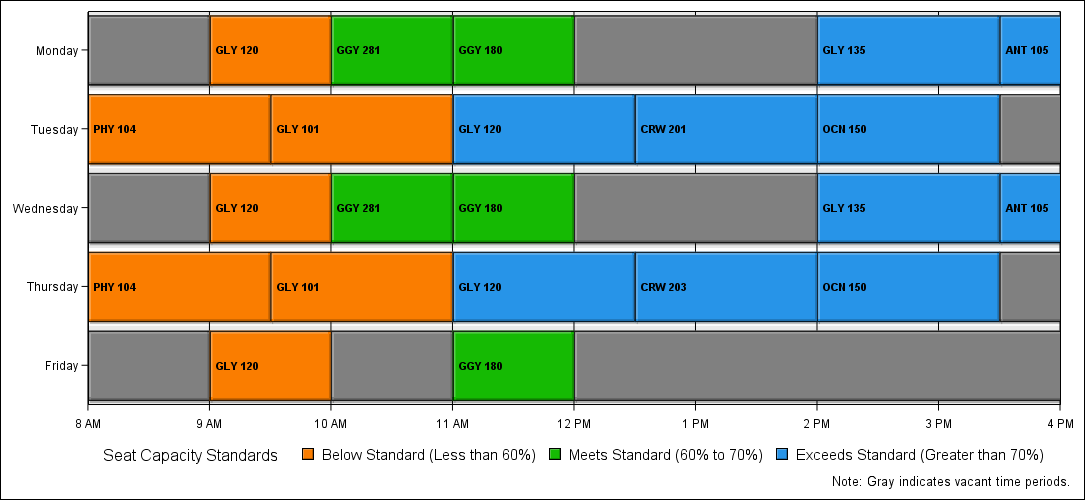 Monday GLY 120 GGY 281 GGY 180 GLY 135 ANT 105
Tuesday PHY 104 GLY 101 GLY 120 CRW 201 OCN 150
Wednesday GLY 120 GGY 281 GGY 180 GLY 135 ANT 105
Thursday PHY 104 GLY 101 GLY 120 CRW 203 OCN 150
Friday GLY 120 GGY 180
8 AM 9 AM 10 AM 11 AM 12 PM 1 PM 2 PM 3 PM 4 PM
Seat Capacity Standards Below Standard (Less than 60%) Meets Standard (60% to 70%) Exceeds Standard (Greater than 70%)
Note: Gray indicates vacant time periods.